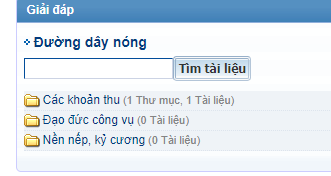 Giải đáp
Đường dây nóng
Tìm tài liệu
Các khoản thu (1 Thư mục, 1 Tài liệu)
Đạo đức công vụ (0 Tài liệu)
Nền nếp, kỷ cương (0 Tài liệu)